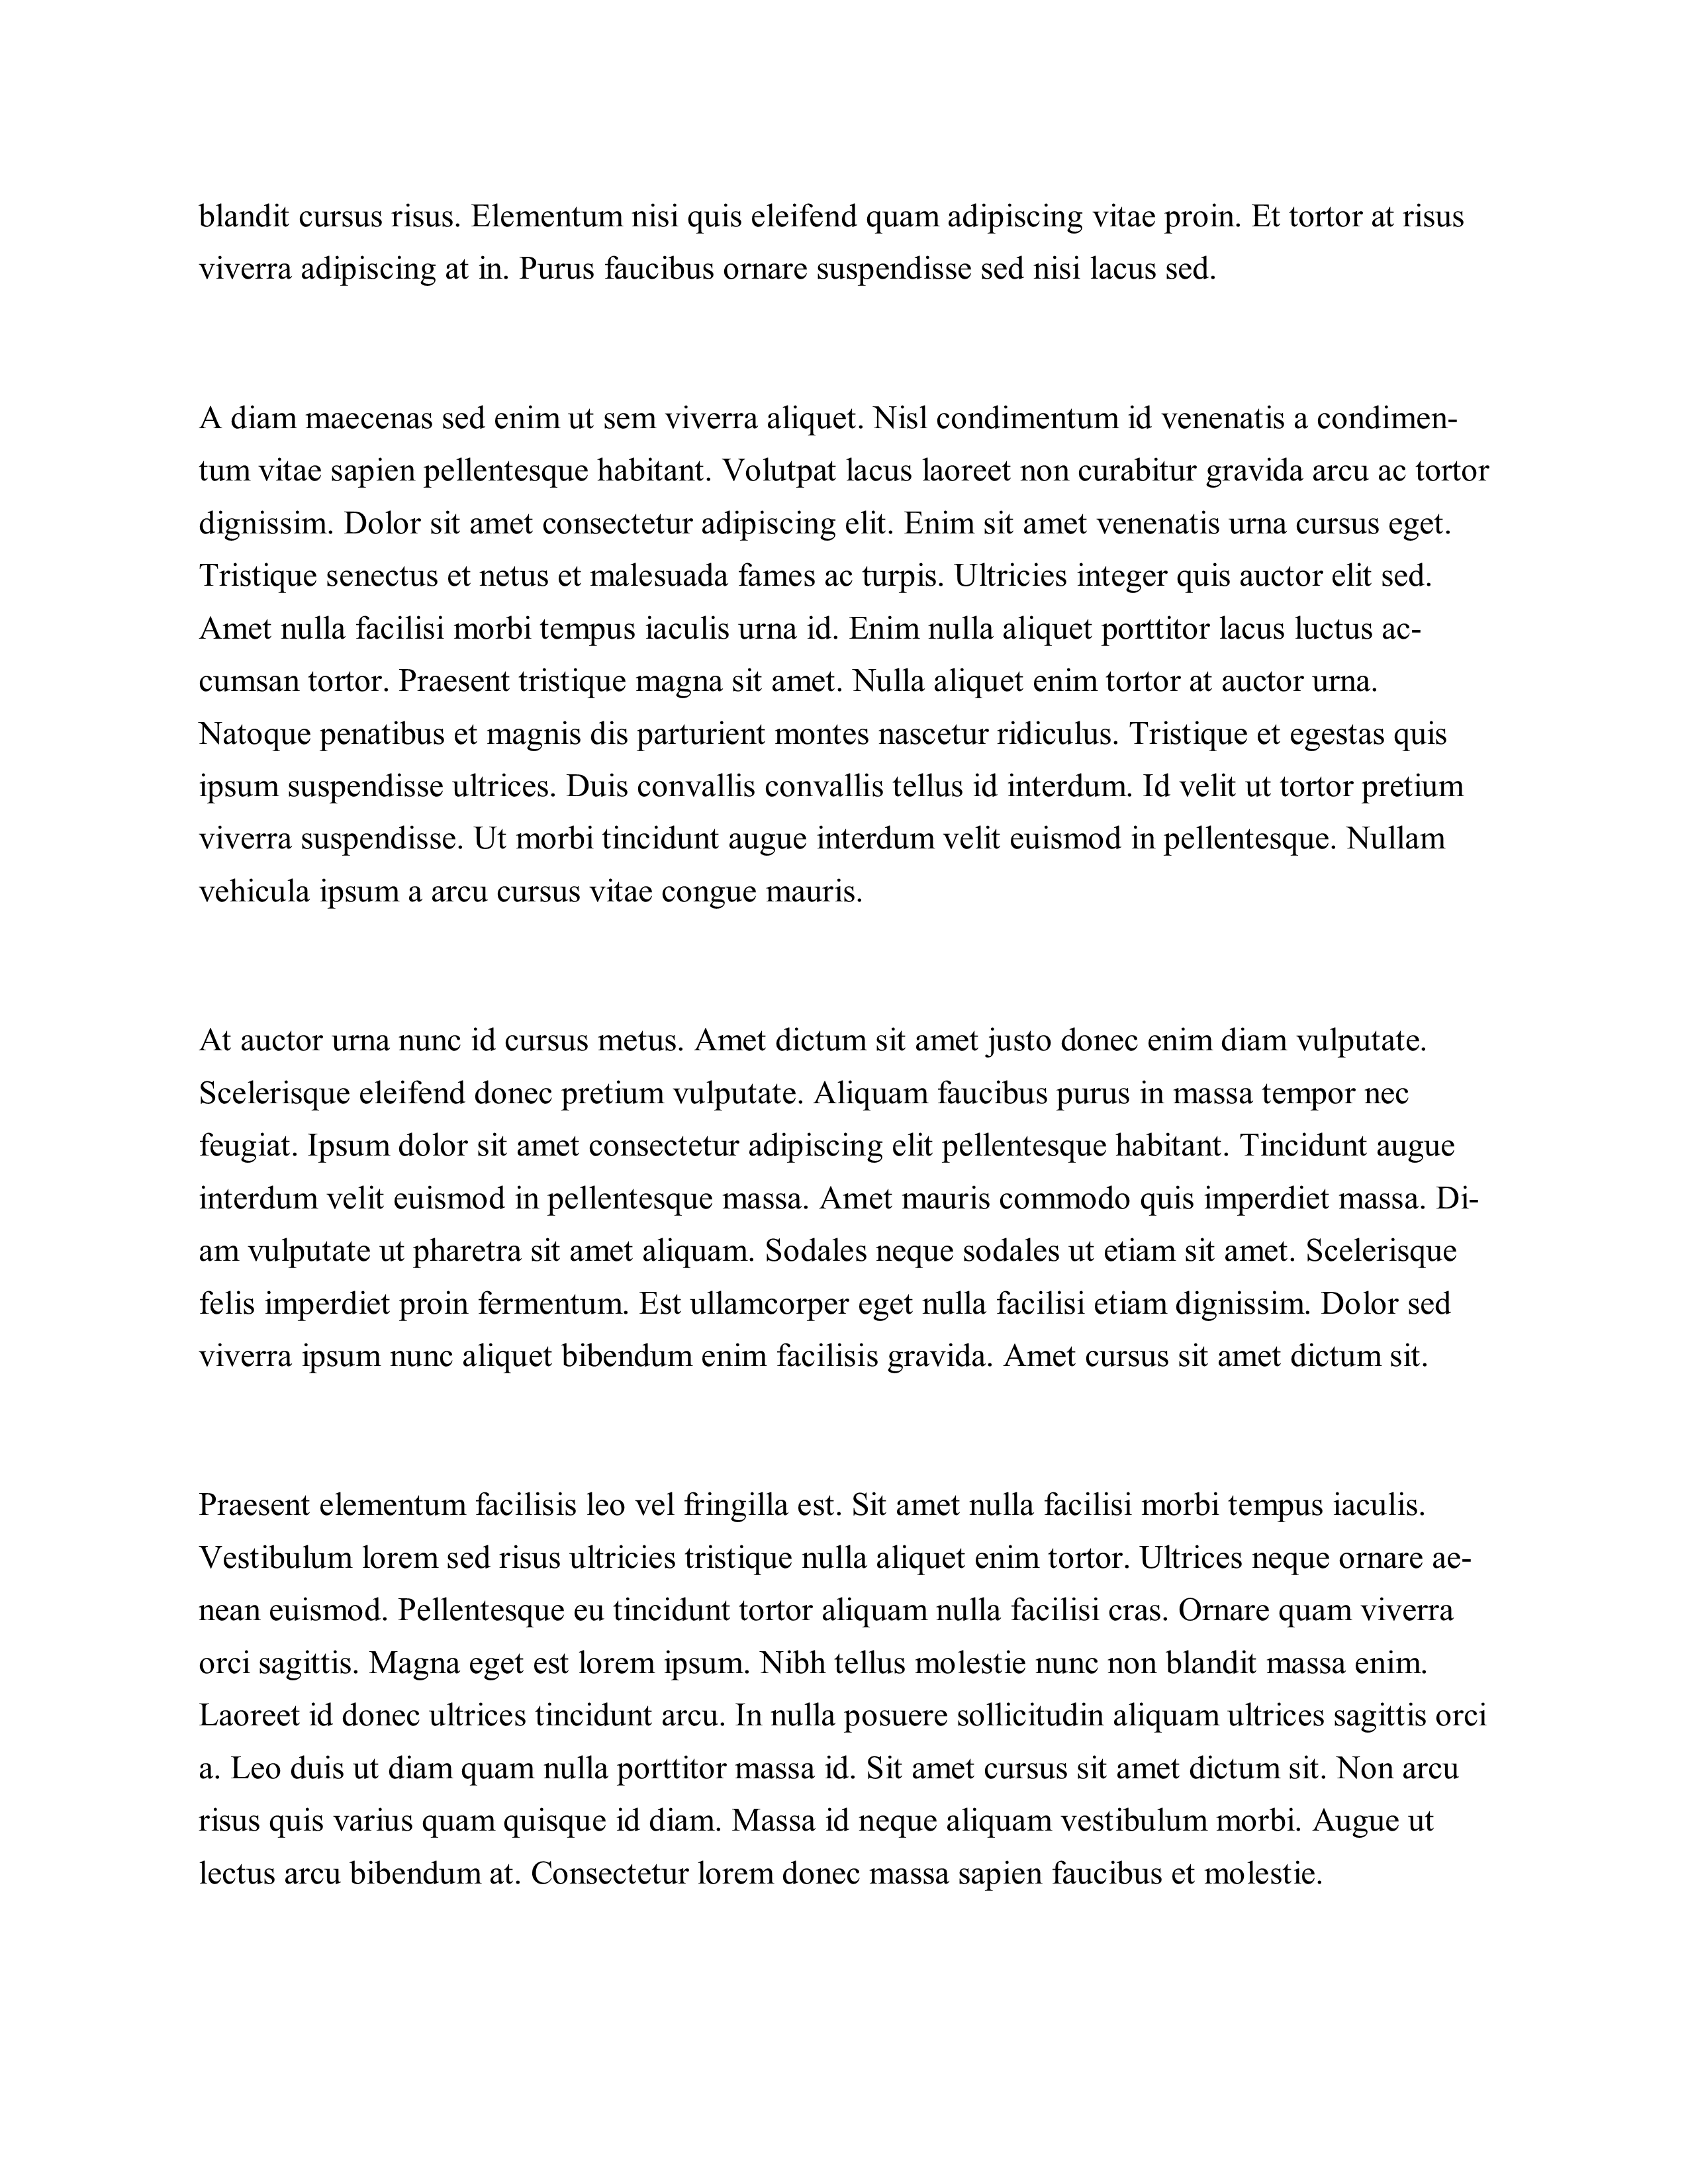 blandit cursus risus. Elementum nisi quis eleifend quam adipiscing vitae proin. Et tortor at risus
viverra adipiscing at in. Purus faucibus ornare suspendisse sed nisi lacus sed.
A diam maecenas sed enim ut sem viverra aliquet. Nisl condimentum id venenatis a condimen-
tum vitae sapien pellentesque habitant. Volutpat lacus laoreet non curabitur gravida arcu ac tortor
dignissim. Dolor sit amet consectetur adipiscing elit. Enim sit amet venenatis urna cursus eget.
Tristique senectus et netus et malesuada fames ac turpis. Ultricies integer quis auctor elit sed.
Amet nulla facilisi morbi tempus iaculis urna id. Enim nulla aliquet porttitor lacus luctus ac-
cumsan tortor. Praesent tristique magna sit amet. Nulla aliquet enim tortor at auctor urna.
Natoque penatibus et magnis dis parturient montes nascetur ridiculus. Tristique et egestas quis
ipsum suspendisse ultrices. Duis convallis convallis tellus id interdum. Id velit ut tortor pretium
viverra suspendisse. Ut morbi tincidunt augue interdum velit euismod in pellentesque. Nullam
vehicula ipsum a arcu cursus vitae congue mauris.
At auctor urna nunc id cursus metus. Amet dictum sit amet justo donec enim diam vulputate.
Scelerisque eleifend donec pretium vulputate. Aliquam faucibus purus in massa tempor nec
feugiat. Ipsum dolor sit amet consectetur adipiscing elit pellentesque habitant. Tincidunt augue
interdum velit euismod in pellentesque massa. Amet mauris commodo quis imperdiet massa. Di-
am vulputate ut pharetra sit amet aliquam. Sodales neque sodales ut etiam sit amet. Scelerisque
felis imperdiet proin fermentum. Est ullamcorper eget nulla facilisi etiam dignissim. Dolor sed
viverra ipsum nunc aliquet bibendum enim facilisis gravida. Amet cursus sit amet dictum sit.
Praesent elementum facilisis leo vel fringilla est. Sit amet nulla facilisi morbi tempus iaculis.
Vestibulum lorem sed risus ultricies tristique nulla aliquet enim tortor. Ultrices neque ornare ae-
nean euismod. Pellentesque eu tincidunt tortor aliquam nulla facilisi cras. Ornare quam viverra
orci sagittis. Magna eget est lorem ipsum. Nibh tellus molestie nunc non blandit massa enim.
Laoreet id donec ultrices tincidunt arcu. In nulla posuere sollicitudin aliquam ultrices sagittis orci
a. Leo duis ut diam quam nulla porttitor massa id. Sit amet cursus sit amet dictum sit. Non arcu
risus quis varius quam quisque id diam. Massa id neque aliquam vestibulum morbi. Augue ut
lectus arcu bibendum at. Consectetur lorem donec massa sapien faucibus et molestie.